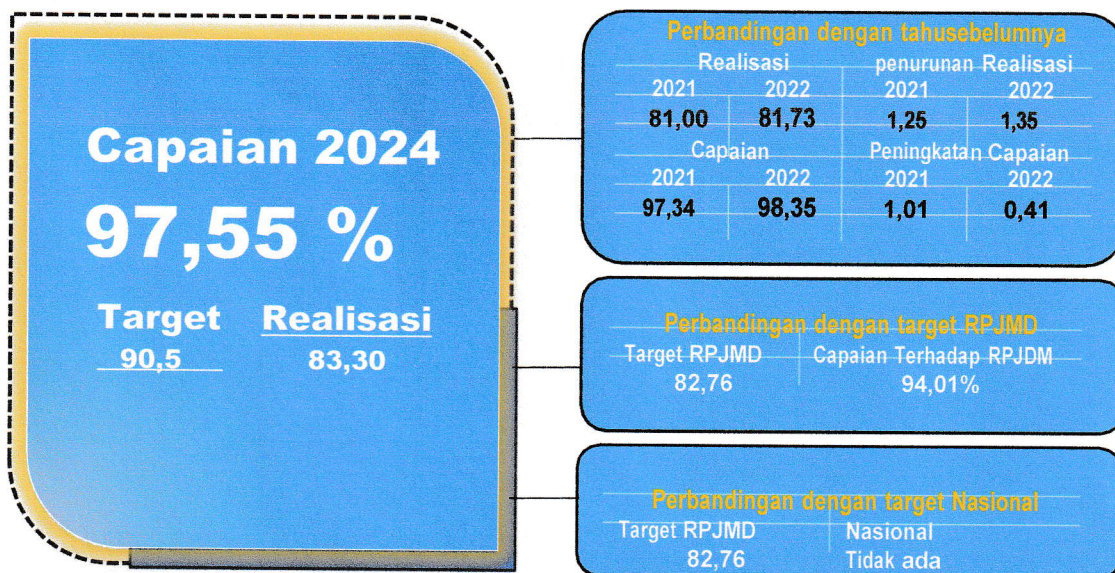 Capaian 2024
97,55 %
Target Realisasi
90,5 83,30
Perbandingan dengan tahusebelumnya
Realisasi penurunan Realisasi
2021 2022 2021 2022
81,00 81,73 1,25 1,35
Capaian Peningkatan Capaian
2021 2022 2021 2022
97,34 98,35 1,01 0,41
Perbandingan dengan target RPJMD
Target RPJMD Capaian Terhadap RPJDM
82,76 94,01%
Perbandingan dengan target Nasional
Target RPJMD Nasional
82,76 Tidak ada